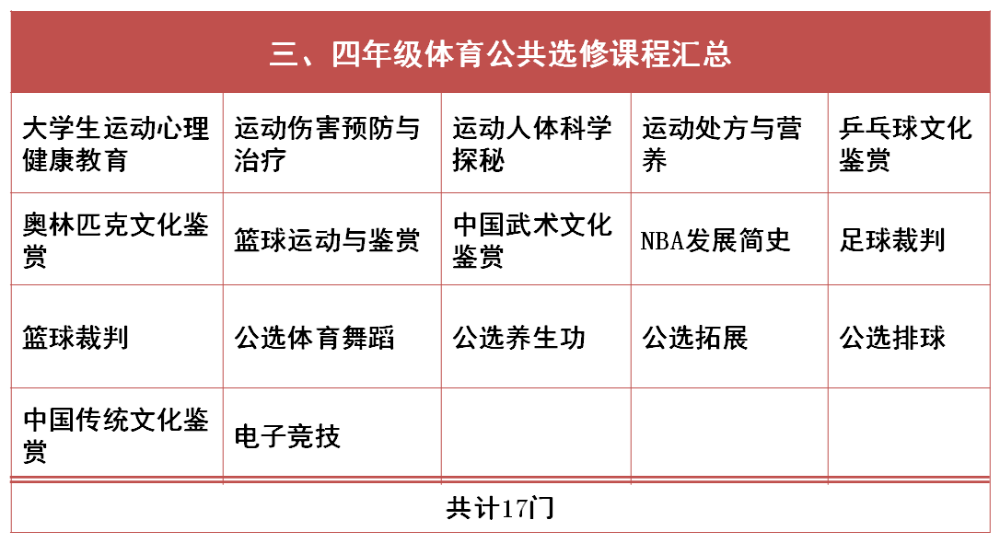 三、四年级体育公共选修课程汇总
大学生运动心理
健康教育
运动伤害预防与
治疗
运动人体科学
探秘
运动处方与营
养
乒乓球文化
鉴赏
奥林匹克文化鉴
赏
篮球运动与鉴赏
中国武术文化
鉴赏
NBA发展简史
足球裁判
篮球裁判
公选体育舞蹈
公选养生功
公选拓展
公选排球
中国传统文化鉴
赏
电子竞技
共计17门